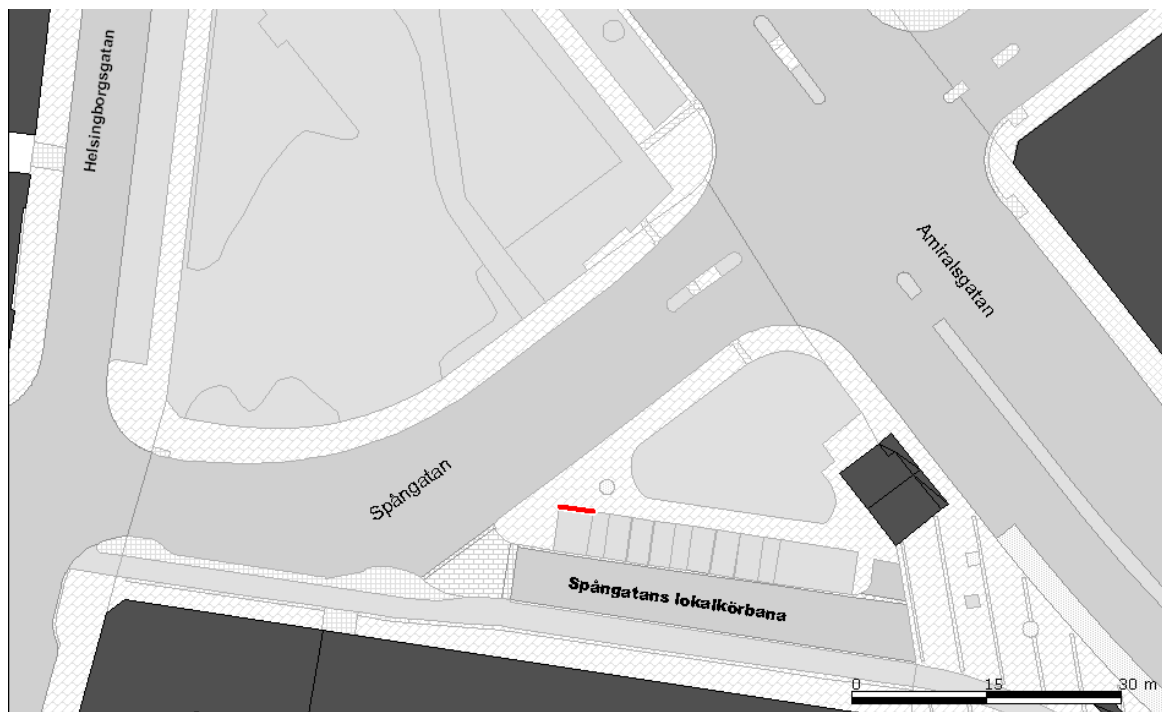 Helsingborgsgatan
Amiralsgatan
Spångatan
Spångatans lokalkörbana
0 15 30 m